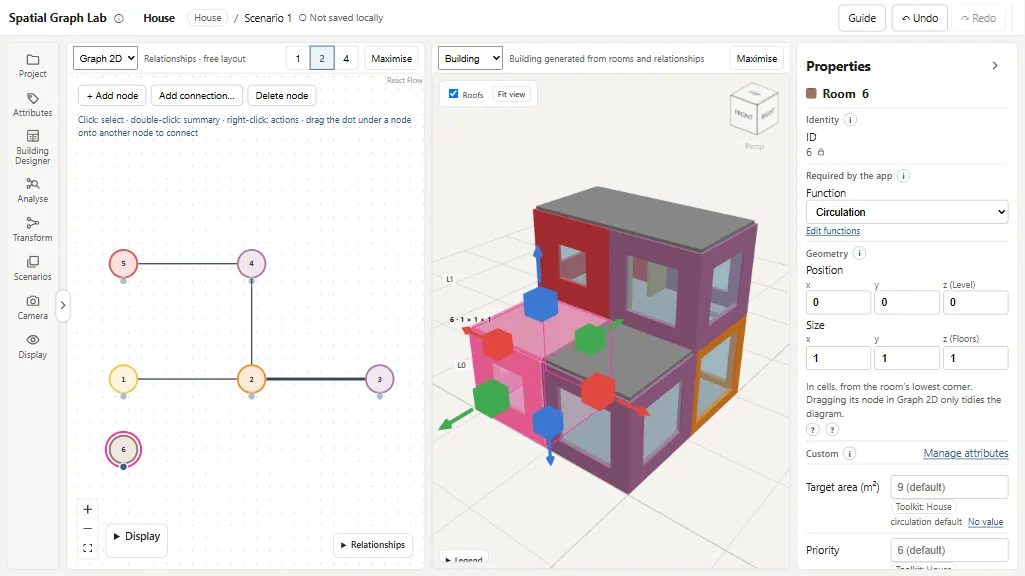 Spatial Graph Lab
House
House
/ Scenario 1
Not saved locally
Guide
Undo
Redo
Project
Attributes
Building
Designer
Analyse
Transform
Scenarios
Camera
Display
Graph 2D
Relationships · free layout
1
2
4
Maximise
React Flow
+ Add node
Add connection...
Delete node
Click: select · double-click: summary · right-click: actions · drag the dot under a node
onto another node to connect
5
4
1
2
3
6
Display
Relationships
Building
Building generated from rooms and relationships
Maximise
Roofs
Fit view
FRONT
RIGHT
Persp
L1
6 · 1 × 1 × 1
L0
Legend
Properties
Room 6
Identity
ID
6
Required by the app
Function
Circulation
Edit functions
Geometry
Position
x
y
z (Level)
0
0
0
Size
x
y
z (Floors)
1
1
1
In cells, from the room's lowest corner.
Dragging its node in Graph 2D only tidies the
diagram.
?
?
Custom
Manage attributes
Target area (m²)
9 (default)
Toolkit: House
circulation default
No value
Priority
6 (default)
Toolkit: House